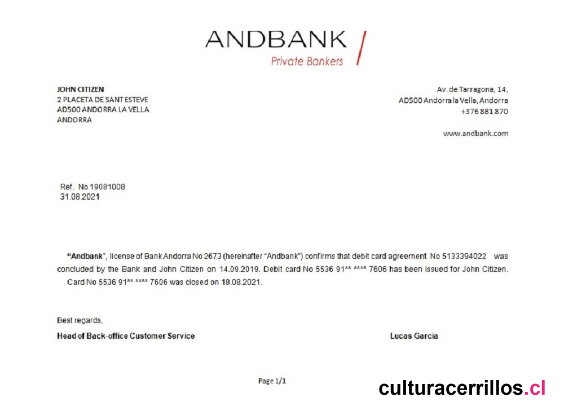 ANDBANK
Private Bankers
JOHN CITIZEN
2 PLACETA DE SANT ESTEVE
AD500 ANDORRA LA VELLA
ANDORRA
Av. de Tarragona, 14,
AD500 Andorra la Vella, Andorra
+376 881 870
www.andbank.com
Ref. No 19081008
31.08.2021
"Andbank", license of Bank Andorra No 2673 (hereinafter "Andbank") confirms that debit card agreement No 5133394022 was
concluded by the Bank and John Citizen on 14.09.2019. Debit card No 5536 91** **** 7606 has been issued for John Citizen.
Card No 5536 91** **** 7606 was closed on 18.08.2021.
Best regards,
Head of Back-office Customer Service Lucas Garcia
Page 1/1
culturacerrillos.cl